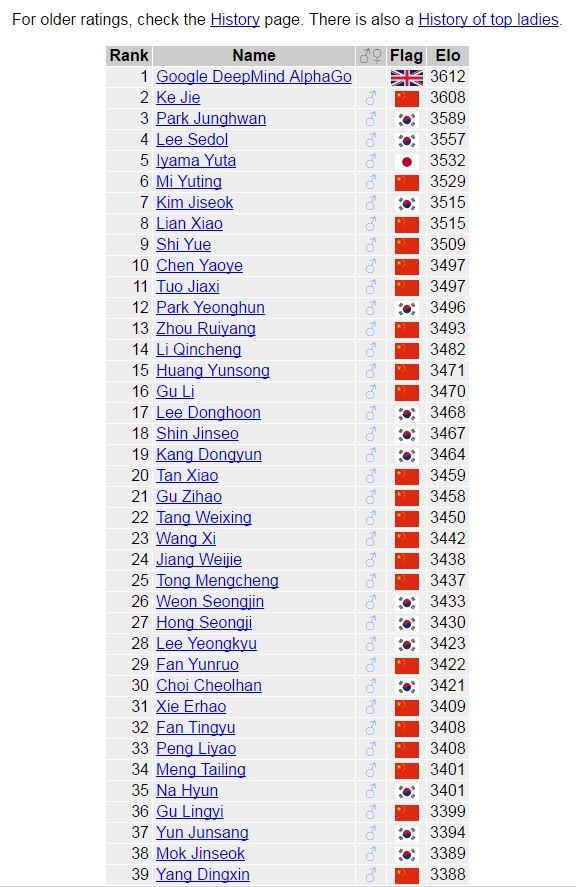 For older ratings, check the History page. There is also a History of top ladies.
Rank Name ♂♀ Flag Elo
1 Google DeepMind AlphaGo 3612
2 Ke Jie ♂ 3608
3 Park Junghwan ♂ 3589
4 Lee Sedol ♂ 3557
5 Iyama Yuta ♂ 3532
6 Mi Yuting ♂ 3529
7 Kim Jiseok ♂ 3515
8 Lian Xiao ♂ 3515
9 Shi Yue ♂ 3509
10 Chen Yaoye ♂ 3497
11 Tuo Jiaxi ♂ 3497
12 Park Yeonghun ♂ 3496
13 Zhou Ruiyang ♂ 3493
14 Li Qincheng ♂ 3482
15 Huang Yunsong ♂ 3471
16 Gu Li ♂ 3470
17 Lee Donghoon ♂ 3468
18 Shin Jinseo ♂ 3467
19 Kang Dongyun ♂ 3464
20 Tan Xiao ♂ 3459
21 Gu Zihao ♂ 3458
22 Tang Weixing ♂ 3450
23 Wang Xi ♂ 3442
24 Jiang Weijie ♂ 3438
25 Tong Mengcheng ♂ 3437
26 Weon Seongjin ♂ 3433
27 Hong Seongji ♂ 3430
28 Lee Yeongkyu ♂ 3423
29 Fan Yunruo ♂ 3422
30 Choi Cheolhan ♂ 3421
31 Xie Erhao ♂ 3409
32 Fan Tingyu ♂ 3408
33 Peng Liyao ♂ 3408
34 Meng Tailing ♂ 3401
35 Na Hyun ♂ 3401
36 Gu Lingyi ♂ 3399
37 Yun Junsang ♂ 3394
38 Mok Jinseok ♂ 3389
39 Yang Dingxin ♂ 3388